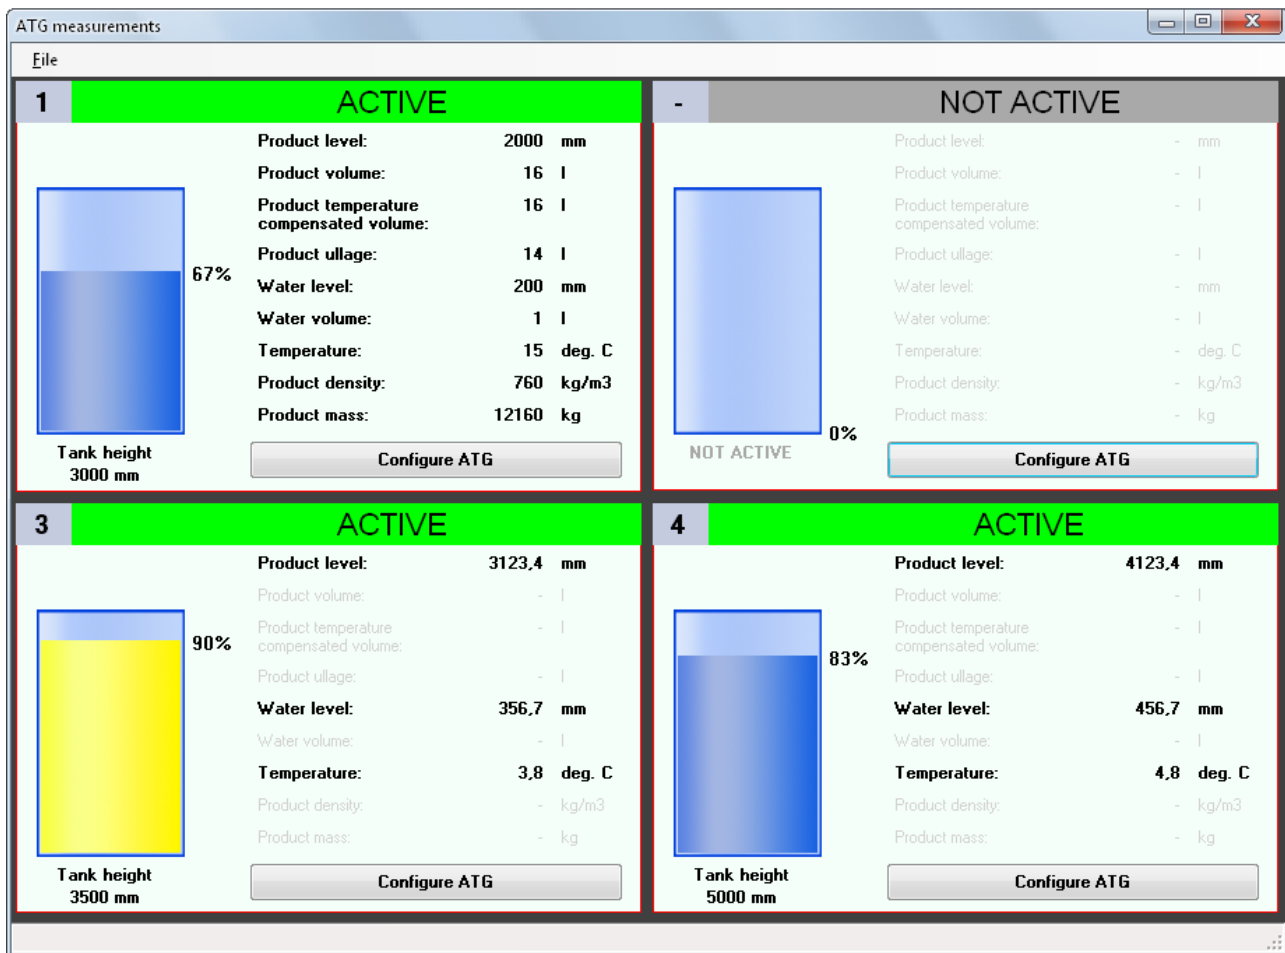 ATG measurements
File
1 ACTIVE
Product level: 2000 mm
Product volume: 16 l
Product temperature
compensated volume: 16 l
Product ullage: 14 l
67%
Water level: 200 mm
Water volume: 1 l
Temperature: 15 deg. C
Product density: 760 kg/m3
Product mass: 12160 kg
Tank height
3000 mm
Configure ATG
- NOT ACTIVE
Product level: - mm
Product volume: - l
Product temperature
compensated volume: - l
Product ullage: - l
Water level: - mm
Water volume: - l
Temperature: - deg. C
Product density: - kg/m3
Product mass: - kg
0%
NOT ACTIVE
Configure ATG
3 ACTIVE
Product level: 3123,4 mm
Product volume: - l
Product temperature
compensated volume: - l
90%
Product ullage: - l
Water level: 356,7 mm
Water volume: - l
Temperature: 3,8 deg. C
Product density: - kg/m3
Product mass: - kg
Tank height
3500 mm
Configure ATG
4 ACTIVE
Product level: 4123,4 mm
Product volume: - l
Product temperature
compensated volume: - l
83%
Product ullage: - l
Water level: 456,7 mm
Water volume: - l
Temperature: 4,8 deg. C
Product density: - kg/m3
Product mass: - kg
Tank height
5000 mm
Configure ATG